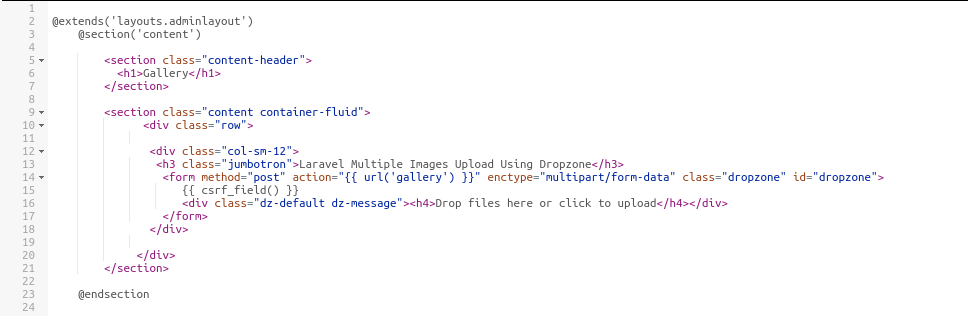 1
2 @extends('layouts.adminlayout')
3 @section('content')
4
5 <section class="content-header">
6 <h1>Gallery</h1>
7 </section>
8
9 <section class="content container-fluid">
10 <div class="row">
11
12 <div class="col-sm-12">
13 <h3 class="jumbotron">Laravel Multiple Images Upload Using Dropzone</h3>
14 <form method="post" action="{{ url('gallery') }}" enctype="multipart/form-data" class="dropzone" id="dropzone">
15 {{ csrf_field() }}
16 <div class="dz-default dz-message"><h4>Drop files here or click to upload</h4></div>
17 </form>
18 </div>
19
20 </div>
21 </section>
22
23 @endsection
24